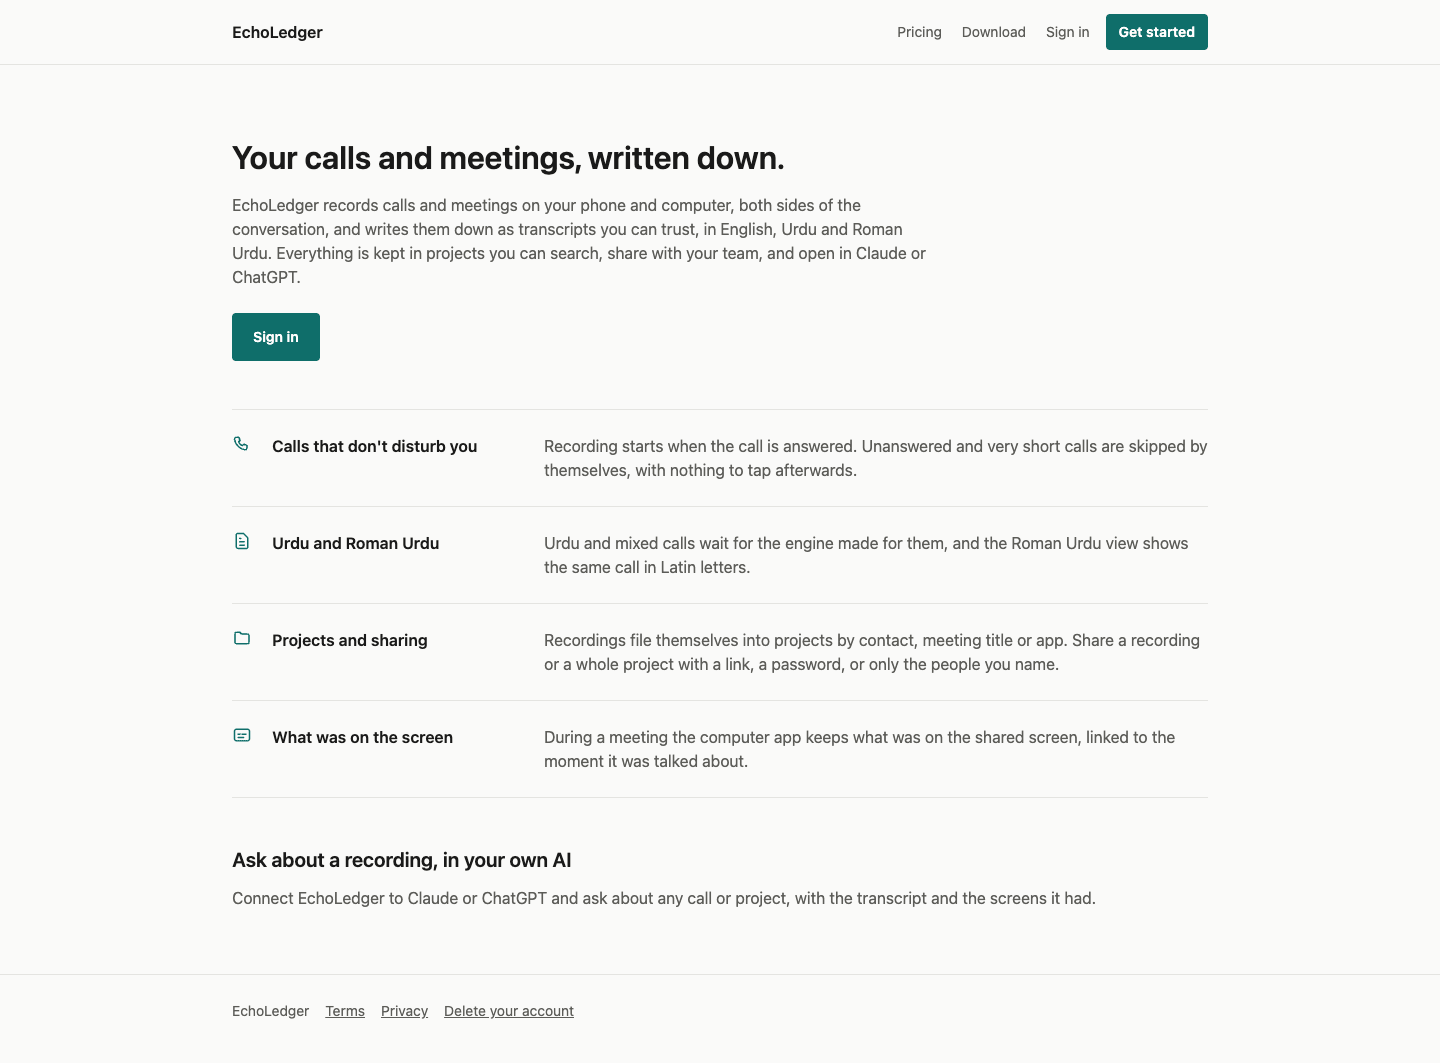 EchoLedger
Pricing Download Sign in Get started
Your calls and meetings, written down.
EchoLedger records calls and meetings on your phone and computer, both sides of the
conversation, and writes them down as transcripts you can trust, in English, Urdu and Roman
Urdu. Everything is kept in projects you can search, share with your team, and open in Claude or
ChatGPT.
Sign in
Calls that don't disturb you
Recording starts when the call is answered. Unanswered and very short calls are skipped by
themselves, with nothing to tap afterwards.
Urdu and Roman Urdu
Urdu and mixed calls wait for the engine made for them, and the Roman Urdu view shows
the same call in Latin letters.
Projects and sharing
Recordings file themselves into projects by contact, meeting title or app. Share a recording
or a whole project with a link, a password, or only the people you name.
What was on the screen
During a meeting the computer app keeps what was on the shared screen, linked to the
moment it was talked about.
Ask about a recording, in your own AI
Connect EchoLedger to Claude or ChatGPT and ask about any call or project, with the transcript and the screens it had.
EchoLedger Terms Privacy Delete your account